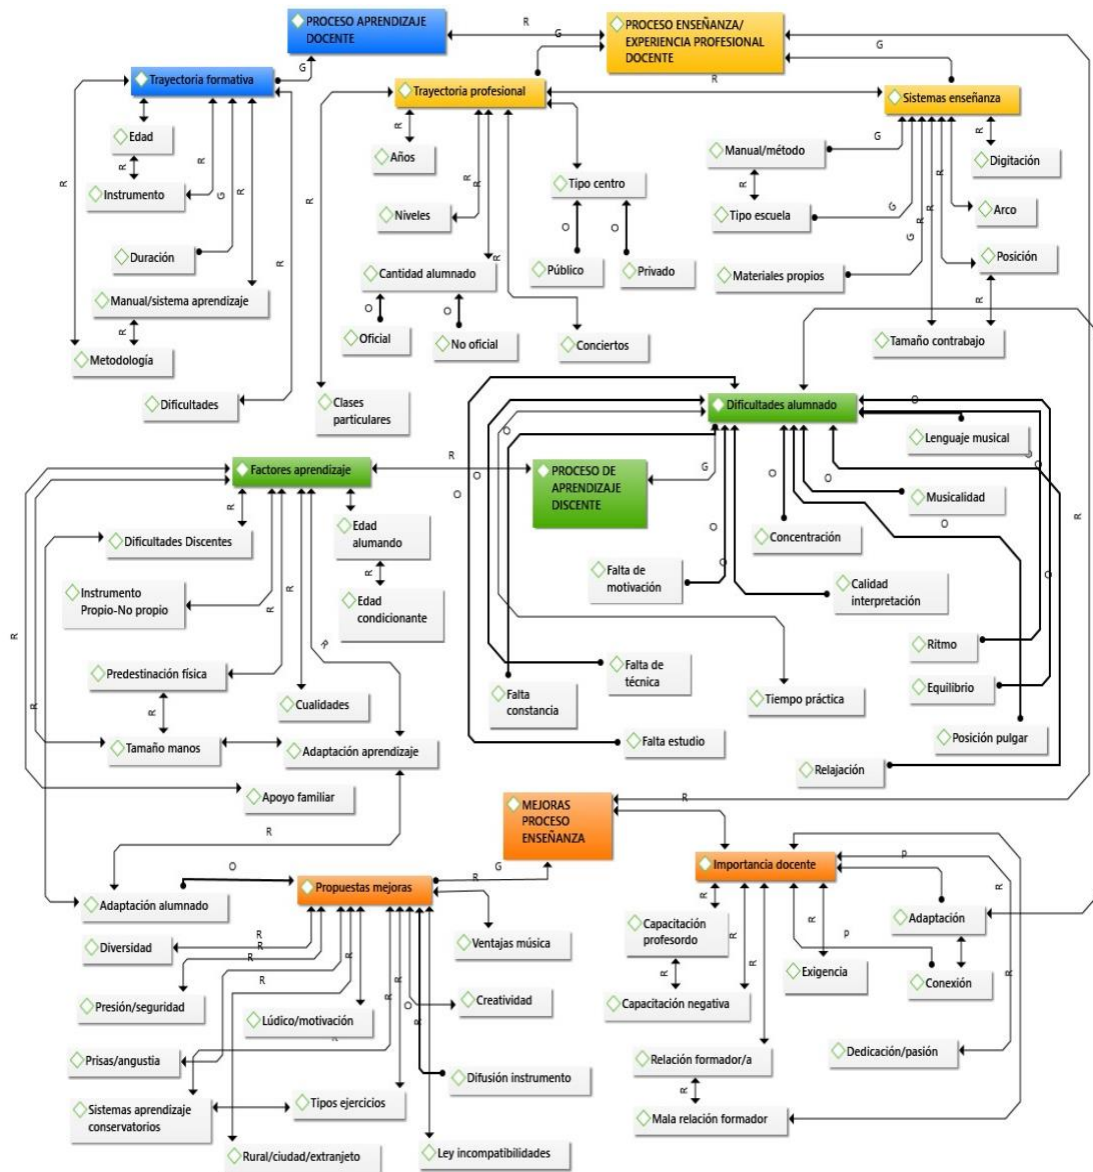 PROCESO APRENDIZAJE
DOCENTE
PROCESO ENSEÑANZA/
EXPERIENCIA PROFESIONAL
DOCENTE
R
G
G
G
Trayectoria formativa
Trayectoria profesional
R
Sistemas enseñanza
Edad
R
Instrumento
R
G
R
R
R
Duración
Manual/sistema aprendizaje
R
Metodología
Dificultades
R
Años
R
R
R
R
Niveles
Cantidad alumnado
O
O
Oficial
No oficial
Conciertos
Clases
particulares
Tipo centro
O
O
Público
Privado
Manual/método
G
R
Tipo escuela
G
Materiales propios
G
R
R
R
R
Digitación
Arco
Posición
R
Tamaño contrabajo
Dificultades alumnado
Lenguaje musical
Musicalidad
Concentración
Calidad
interpretación
Falta de
motivación
Ritmo
Equilibrio
Posición pulgar
Relajación
Tiempo práctica
Falta de
técnica
Falta
constancia
Falta estudio
O
O
O
O
O
O
O
O
O
O
O
O
O
R
Factores aprendizaje
R
PROCESO DE
APRENDIZAJE
DISCENTE
G
R
Dificultades Discentes
Edad
alumando
R
Edad
condicionante
Instrumento
Propio-No propio
R
R
R
R
R
R
Predestinación física
R
Cualidades
Tamaño manos
Adaptación aprendizaje
Apoyo familiar
R
Adaptación alumnado
O
MEJORAS
PROCESO
ENSEÑANZA
R
R
G
Propuestas mejoras
Diversidad
R
R
R
R
Presión/seguridad
Prisas/angustia
Lúdico/motivación
Creatividad
Ventajas música
R
R
O
R
R
Sistemas aprendizaje
conservatorios
Tipos ejercicios
Difusión instrumento
Rural/ciudad/extranjeto
Ley incompatibilidades
Importancia docente
P
R
R
Capacitación
profesordo
R
Capacitación negativa
R
R
R
Exigencia
P
Adaptación
Conexión
R
Dedicación/pasión
Relación formador/a
R
Mala relación formador